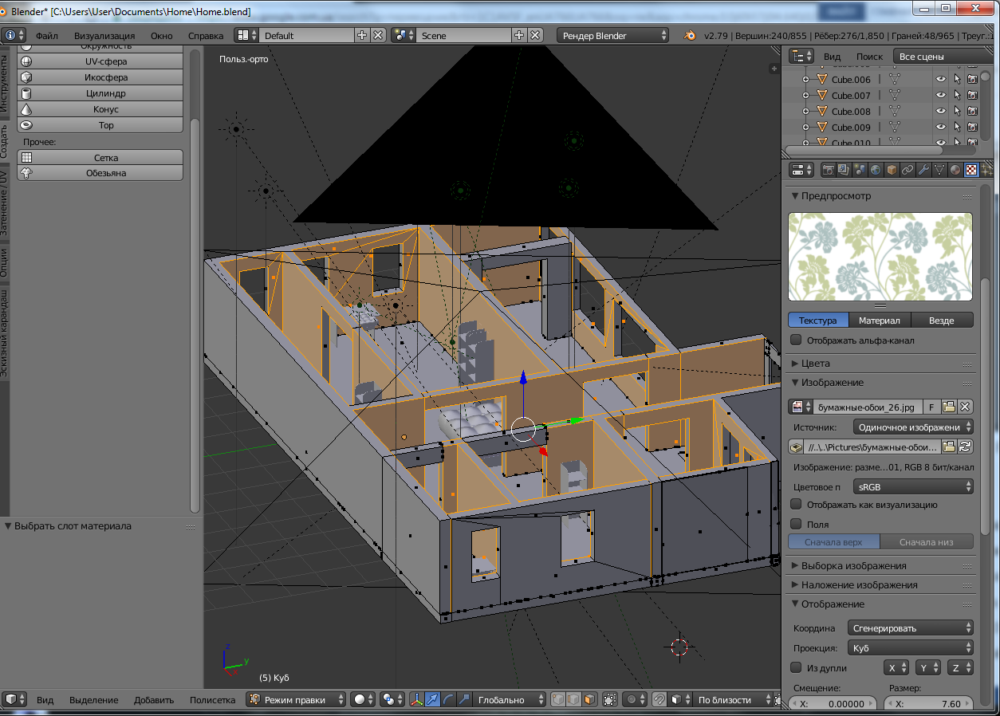 Blender* [C:\Users\User\Documents\Home\Home.blend]
Файл Визуализация Окно Справка Default Scene Рендер Blender v2.79 | Вершин:240/855 | Рёбер:276/1,850 | Граней:48/965 | Треуг.:
Окружность
UV-сфера
Икосфера
Цилиндр
Конус
Тор
Прочее:
Сетка
Обезьяна
Инструменты
Создать
Затенение / UV
Опции
Эскизный карандаш
Выбрать слот материала
Польз.-орто
z
y
x
(5) Куб
Вид Выделение Добавить Полисетка Режим правки Глобально По близости
Вид Поиск Все сцены
Cube.006
Cube.007
Cube.008
Cube.009
Cube.010
Предпросмотр
Текстура Материал Везде
Отображать альфа-канал
Цвета
Изображение
бумажные-обои_26.jpg F
Источник: Одиночное изображени
//..\..\Pictures\бумажные-обои...
Изображение: разме...01, RGB 8 бит/канал
Цветовое п sRGB
Отображать как визуализацию
Поля
Сначала верх Сначала низ
Выборка изображения
Наложение изображения
Отображение
Координа Сгенерировать
Проекция: Куб
Из дупли X Y Z
Смещение: Размер:
X: 0.00000 X: 7.60